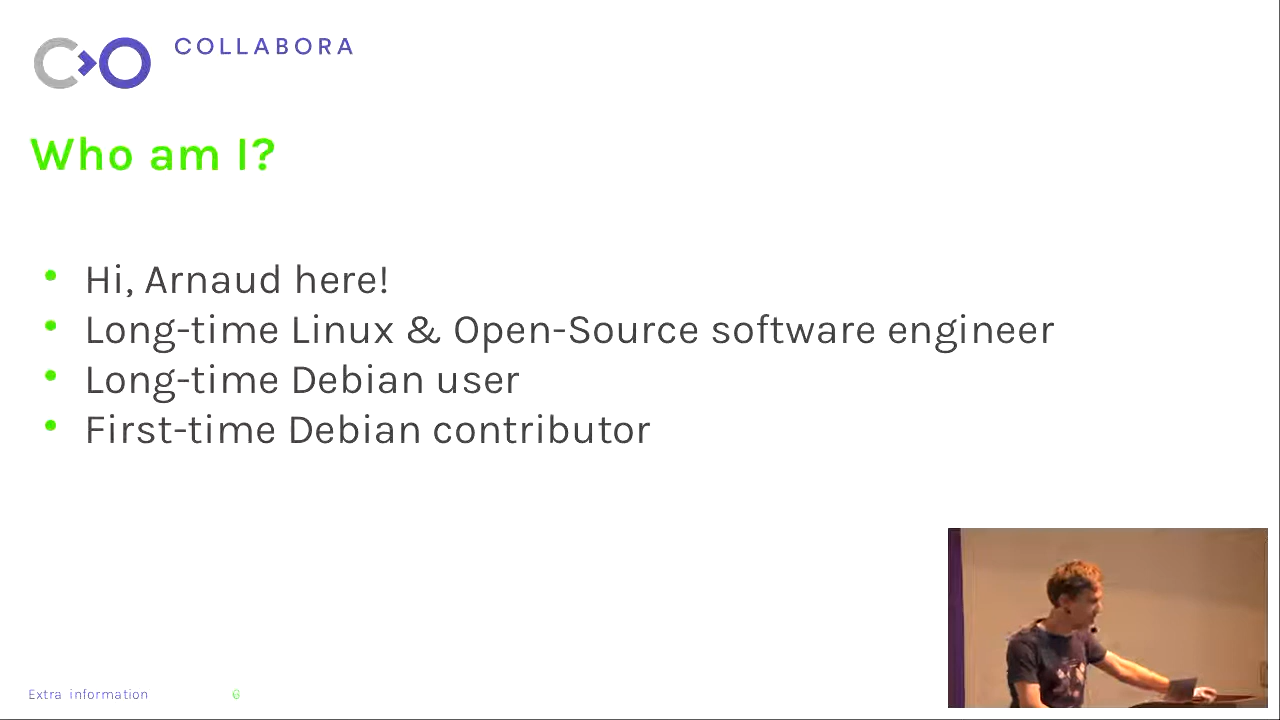 COLLABORA
Who am I?
• Hi, Arnaud here!
• Long-time Linux & Open-Source software engineer
• Long-time Debian user
• First-time Debian contributor
Extra information 6